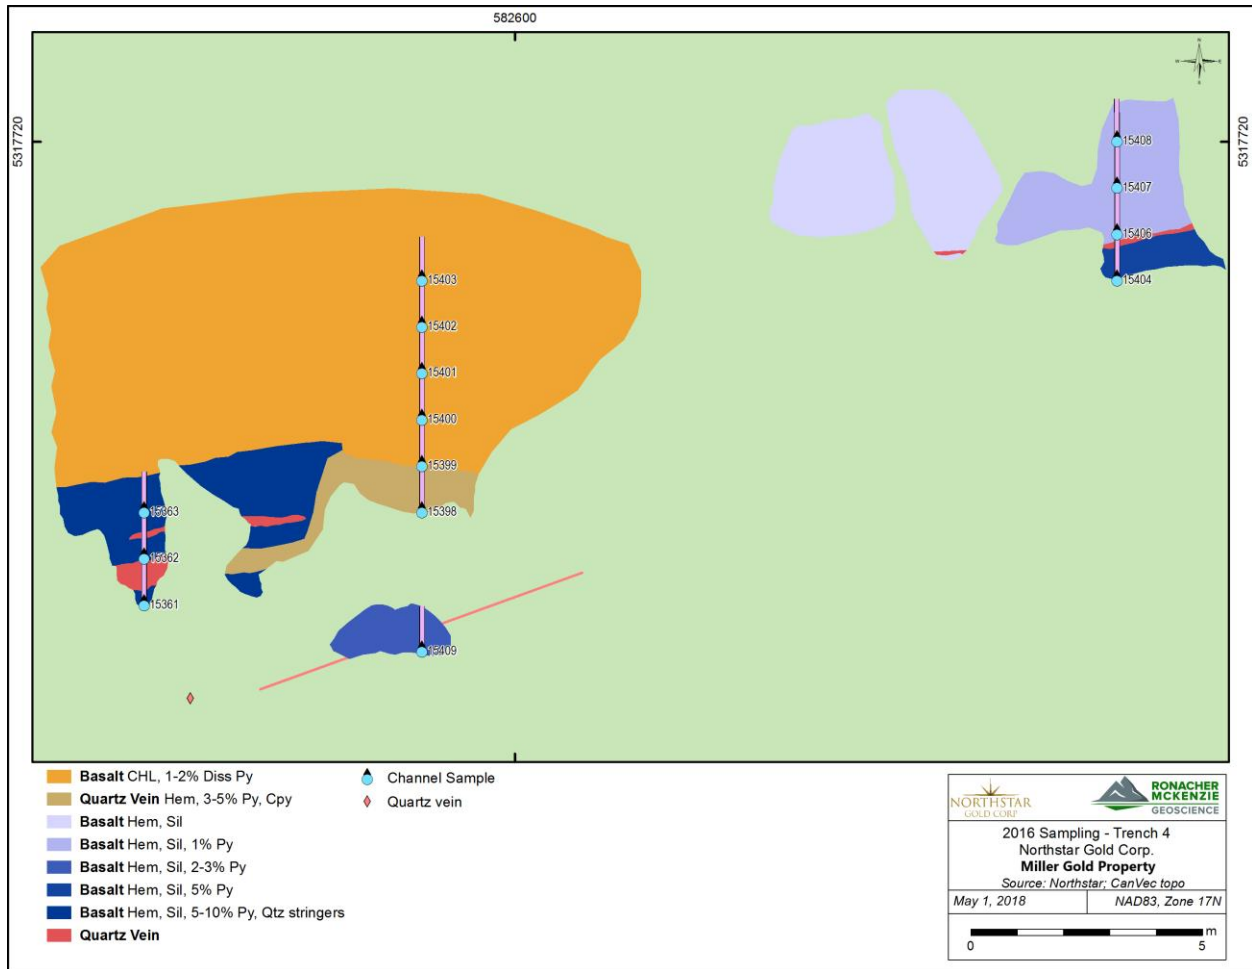 582600
5317720
5317720
15408
15407
15406
15404
15403
15402
15401
15400
15399
15398
15363
15362
15361
15409
Basalt CHL, 1-2% Diss Py
Quartz Vein Hem, 3-5% Py, Cpy
Basalt Hem, Sil
Basalt Hem, Sil, 1% Py
Basalt Hem, Sil, 2-3% Py
Basalt Hem, Sil, 5% Py
Basalt Hem, Sil, 5-10% Py, Qtz stringers
Quartz Vein
Channel Sample
Quartz vein
NORTHSTAR
GOLD CORP
RONACHER
MCKENZIE
GEOSCIENCE
2016 Sampling - Trench 4
Northstar Gold Corp.
Miller Gold Property
Source: Northstar; CanVec topo
May 1, 2018
NAD83, Zone 17N
m
0 5